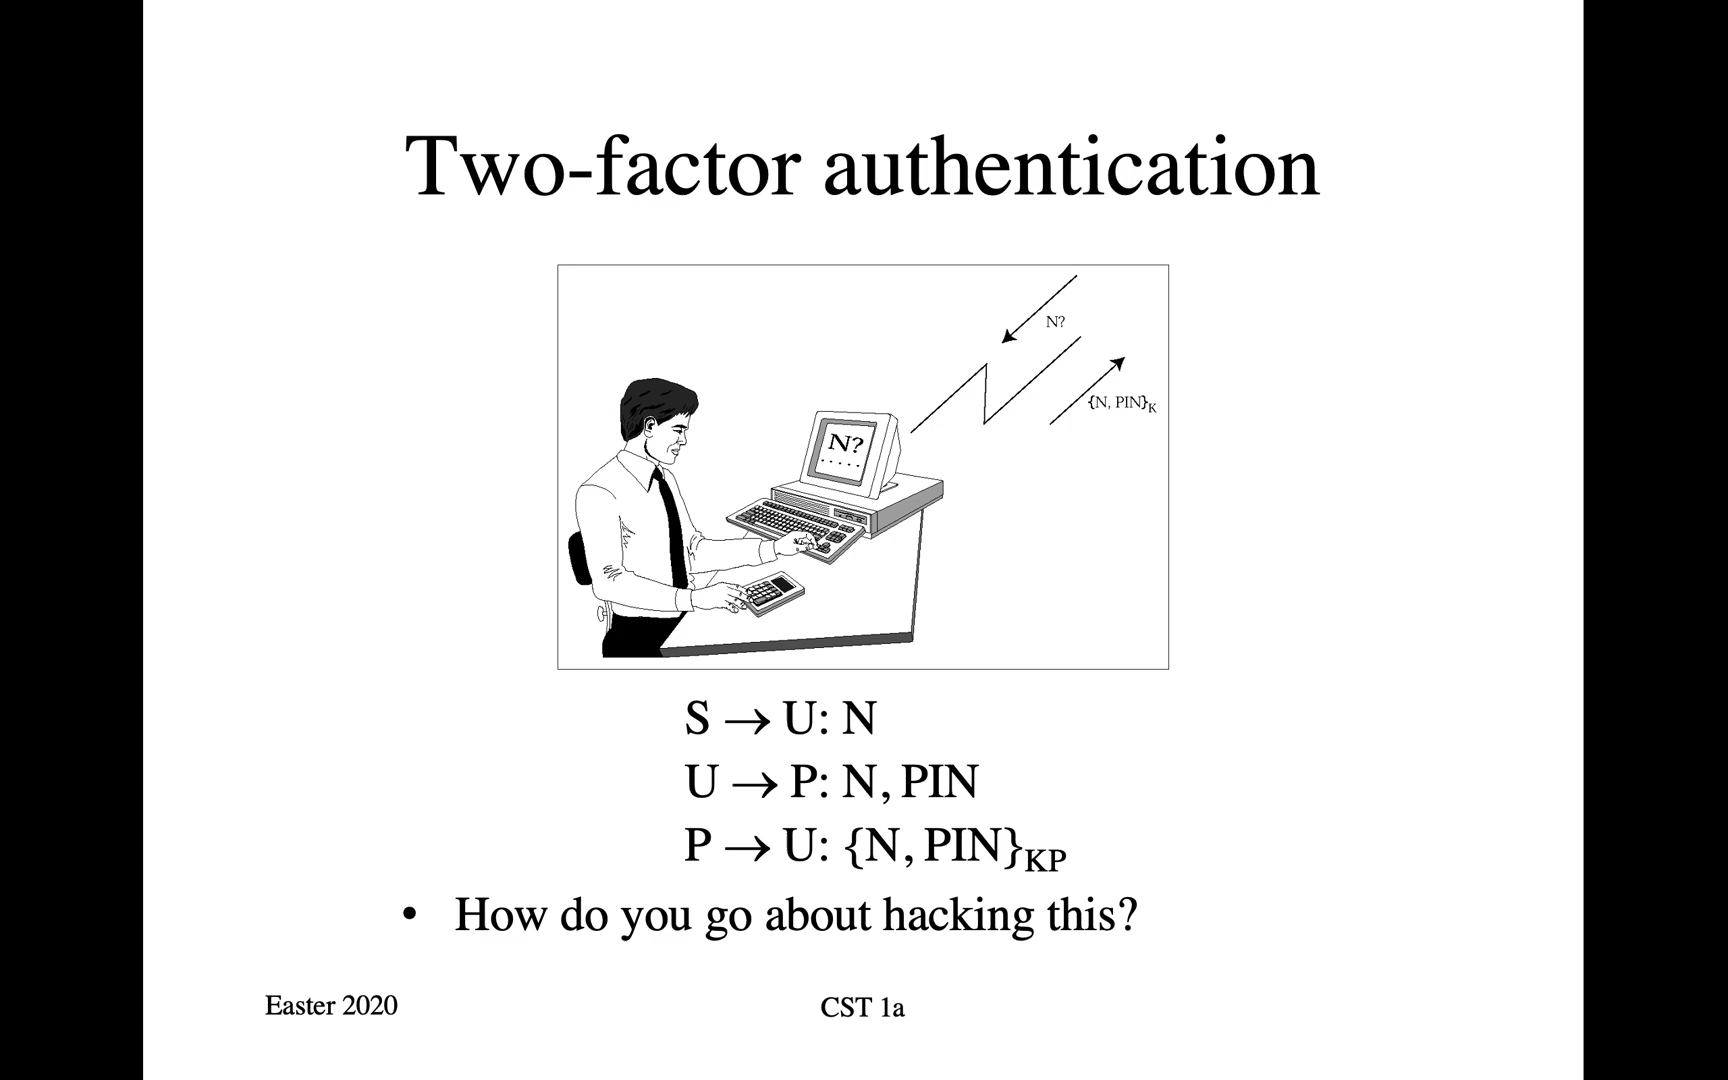 Two-factor authentication
N?
{N, PIN}K
N?
S → U: N
U → P: N, PIN
P → U: {N, PIN}KP
• How do you go about hacking this?
Easter 2020
CST 1a